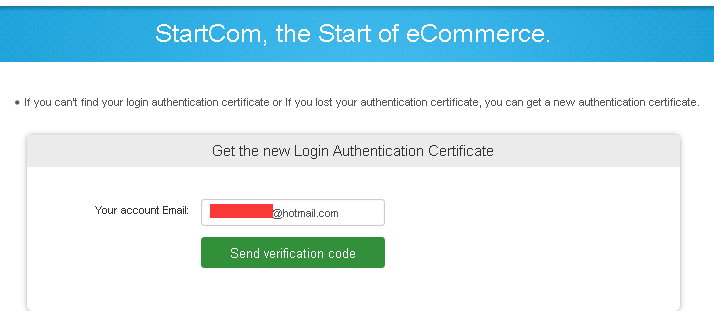 StartCom, the Start of eCommerce.
• If you can't find your login authentication certificate or If you lost your authentication certificate, you can get a new authentication certificate.
Get the new Login Authentication Certificate
Your account Email: @hotmail.com
Send verification code